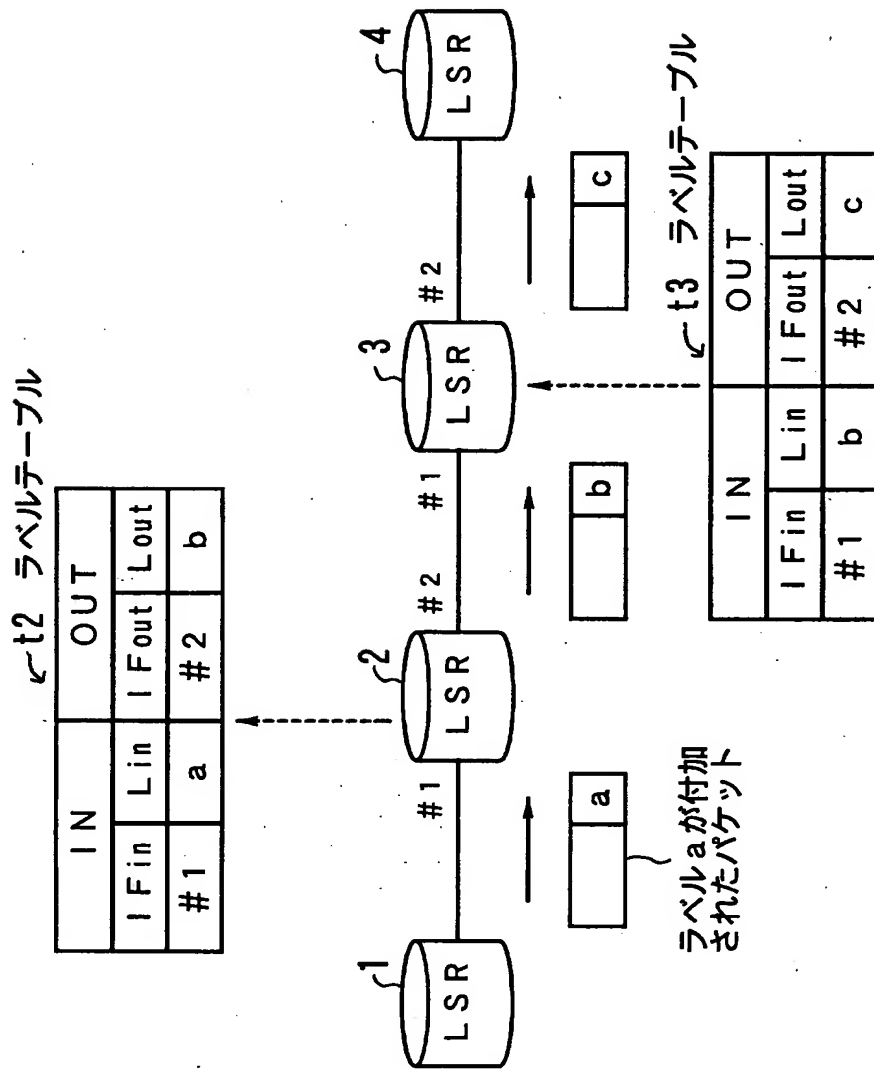 t2 ラベルテーブル
IN OUT
IFin Lin IFout Lout
#1 a #2 b
1 2 3 4
LSR LSR LSR LSR
#1 #2 #1 #2
a b c
ラベルaが付加
されたパケット
t3 ラベルテーブル
IN OUT
IFin Lin IFout Lout
#1 b #2 c